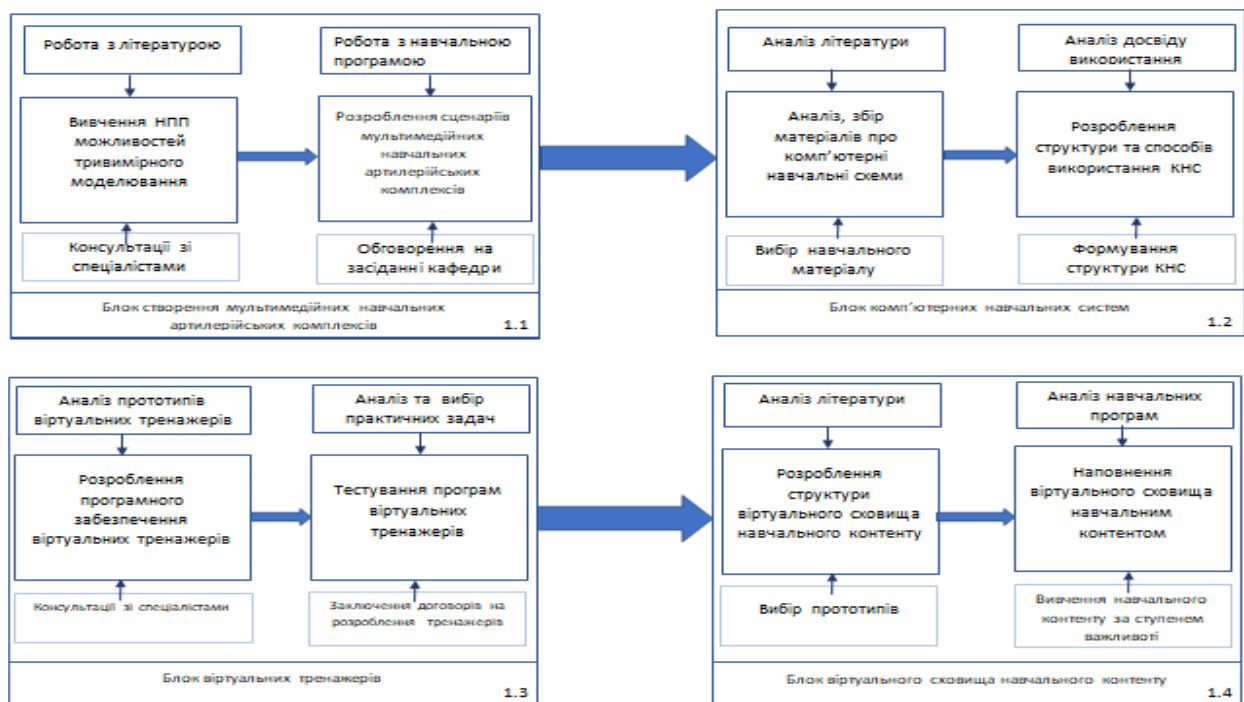 Робота з літературою
Робота з навчальною
програмою
Вивчення НПП
можливостей
тривимірного
моделювання
Розроблення сценаріїв
мультимедійних
навчальних
артилерійських
комплексів
Консультації зі
спеціалістами
Обговорення на
засіданні кафедри
Блок створення мультимедійних навчальних
артилерійських комплексів
1.1
Аналіз літератури
Аналіз досвіду
використання
Аналіз, збір
матеріалів про
комп’ютерні
навчальні схеми
Розроблення
структури та способів
використання КНС
Вибір навчального
матеріалу
Формування
структури КНС
Блок комп’ютерних навчальних систем
1.2
Аналіз прототипів
віртуальних тренажерів
Аналіз та вибір
практичних задач
Розроблення
програмного
забезпечення
віртуальних тренажерів
Тестування програм
віртуальних
тренажерів
Консультації зі спеціалістами
Заключення договорів на
розроблення тренажерів
Блок віртуальних тренажерів
1.3
Аналіз літератури
Аналіз навчальних
програм
Розроблення
структури
віртуального сховища
навчального контенту
Наповнення
віртуального сховища
навчальним
контентом
Вибір прототипів
Вивчення навчального
контенту за ступенем
важливоті
Блок віртуального сховища навчального контенту
1.4